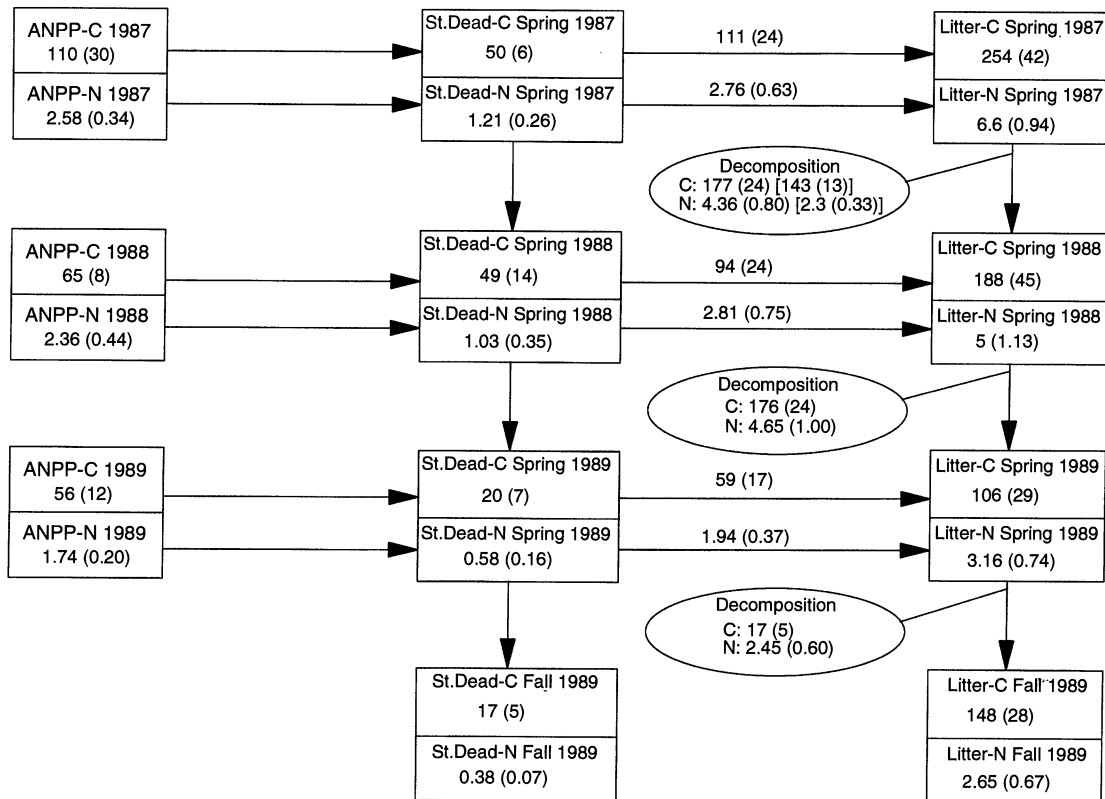 ANPP-C 1987
110 (30)
ANPP-N 1987
2.58 (0.34)
St.Dead-C Spring 1987
50 (6)
St.Dead-N Spring 1987
1.21 (0.26)
111 (24)
2.76 (0.63)
Litter-C Spring 1987
254 (42)
Litter-N Spring 1987
6.6 (0.94)
Decomposition
C: 177 (24) [143 (13)]
N: 4.36 (0.80) [2.3 (0.33)]
ANPP-C 1988
65 (8)
ANPP-N 1988
2.36 (0.44)
St.Dead-C Spring 1988
49 (14)
St.Dead-N Spring 1988
1.03 (0.35)
94 (24)
2.81 (0.75)
Litter-C Spring 1988
188 (45)
Litter-N Spring 1988
5 (1.13)
Decomposition
C: 176 (24)
N: 4.65 (1.00)
ANPP-C 1989
56 (12)
ANPP-N 1989
1.74 (0.20)
St.Dead-C Spring 1989
20 (7)
St.Dead-N Spring 1989
0.58 (0.16)
59 (17)
1.94 (0.37)
Litter-C Spring 1989
106 (29)
Litter-N Spring 1989
3.16 (0.74)
Decomposition
C: 17 (5)
N: 2.45 (0.60)
St.Dead-C Fall 1989
17 (5)
St.Dead-N Fall 1989
0.38 (0.07)
Litter-C Fall 1989
148 (28)
Litter-N Fall 1989
2.65 (0.67)